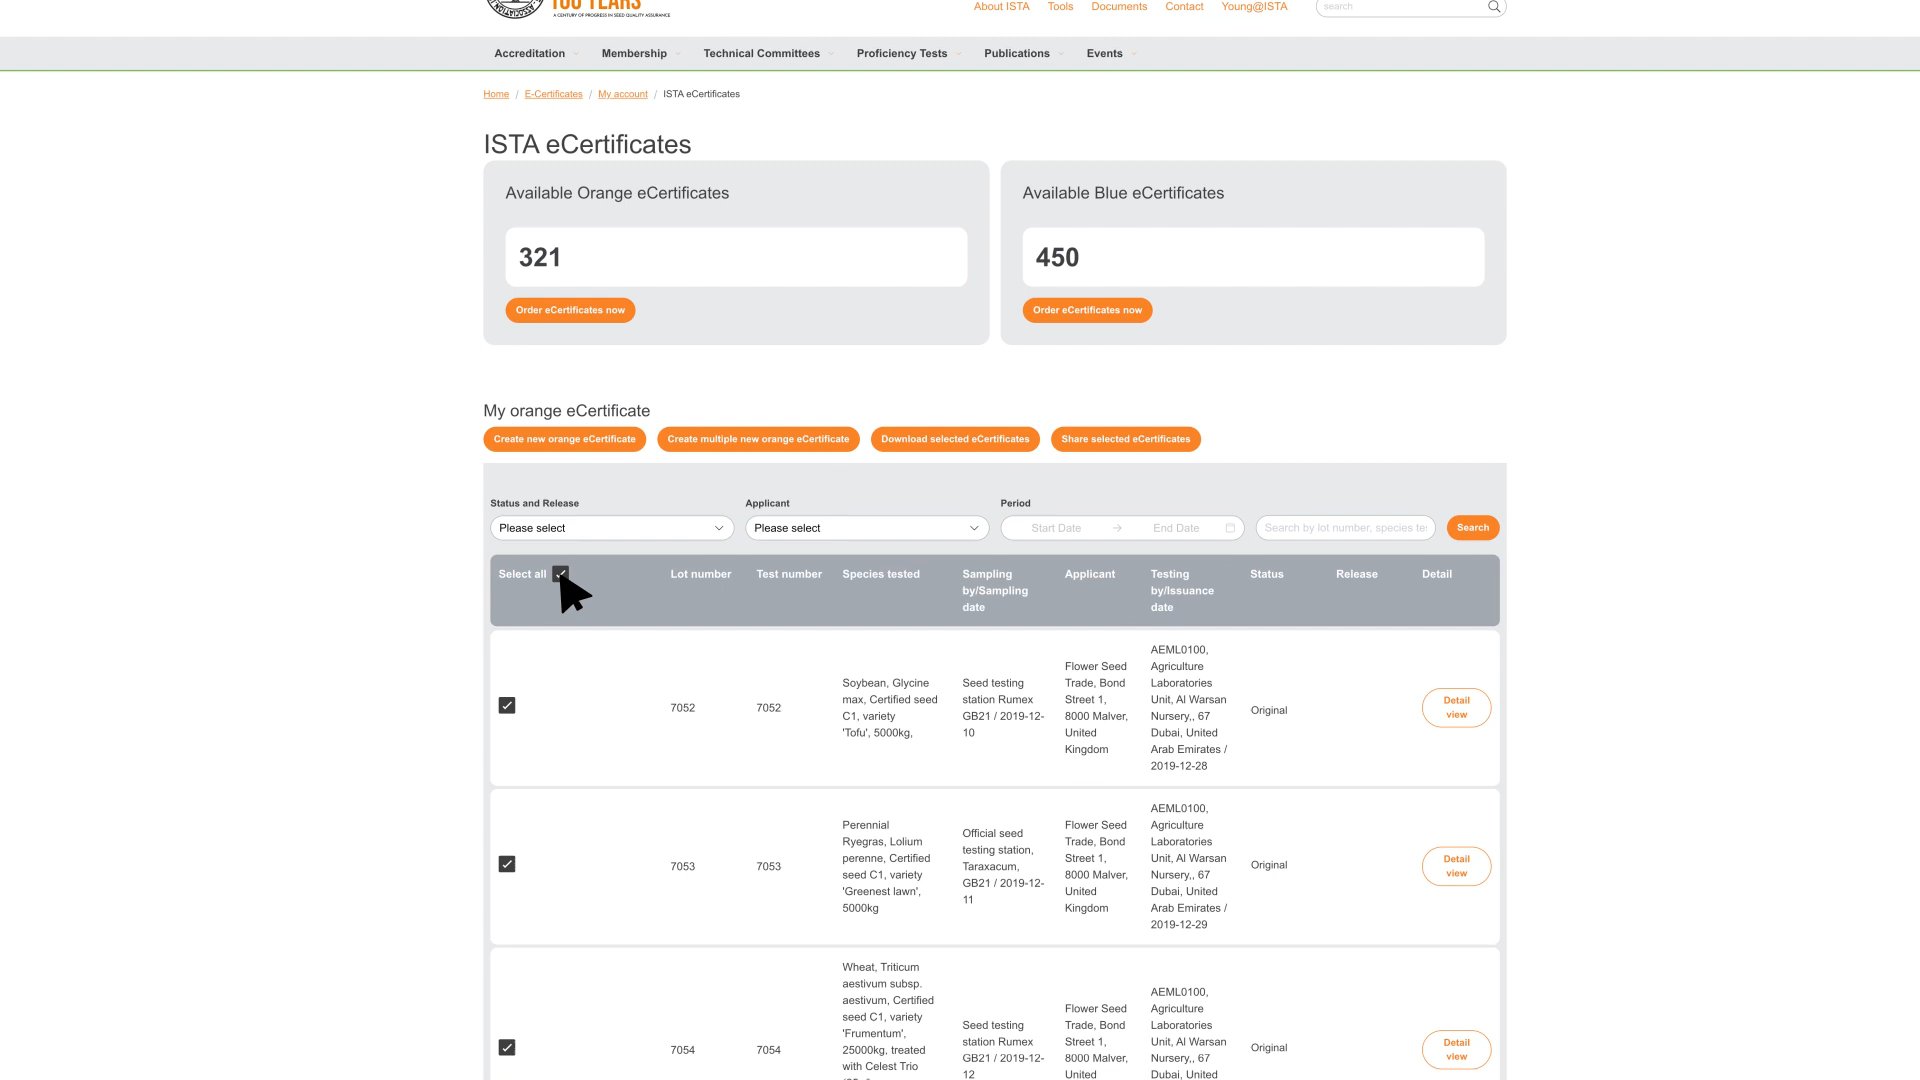 100 YEARS
A CENTURY OF PROGRESS IN SEED QUALITY ASSURANCE
About ISTA Tools Documents Contact Young@ISTA search
Accreditation Membership Technical Committees Proficiency Tests Publications Events
Home / E-Certificates / My account / ISTA eCertificates
ISTA eCertificates
Available Orange eCertificates
321
Order eCertificates now
Available Blue eCertificates
450
Order eCertificates now
My orange eCertificate
Create new orange eCertificate Create multiple new orange eCertificate Download selected eCertificates Share selected eCertificates
Status and Release Applicant Period
Please select Please select Start Date → End Date Search by lot number, species te Search
Select all Lot number Test number Species tested Sampling by/Sampling date Applicant Testing by/Issuance date Status Release Detail
7052
7052
Soybean, Glycine
max, Certified seed
C1, variety
'Tofu', 5000kg,
Seed testing
station Rumex
GB21 / 2019-12-
10
Flower Seed
Trade, Bond
Street 1,
8000 Malver,
United
Kingdom
AEML0100,
Agriculture
Laboratories
Unit, Al Warsan
Nursery,, 67
Dubai, United
Arab Emirates /
2019-12-28
Original
Detail
view
7053
7053
Perennial
Ryegras, Lolium
perenne, Certified
seed C1, variety
'Greenest lawn',
5000kg
Official seed
testing station,
Taraxacum,
GB21 / 2019-12-
11
Flower Seed
Trade, Bond
Street 1,
8000 Malver,
United
Kingdom
AEML0100,
Agriculture
Laboratories
Unit, Al Warsan
Nursery,, 67
Dubai, United
Arab Emirates /
2019-12-29
Original
Detail
view
7054
7054
Wheat, Triticum
aestivum subsp.
aestivum, Certified
seed C1, variety
'Frumentum',
25000kg, treated
with Celest Trio
Seed testing
station Rumex
GB21 / 2019-12-
12
Flower Seed
Trade, Bond
Street 1,
8000 Malver,
United
AEML0100,
Agriculture
Laboratories
Unit, Al Warsan
Nursery,, 67
Dubai, United
Original
Detail
view